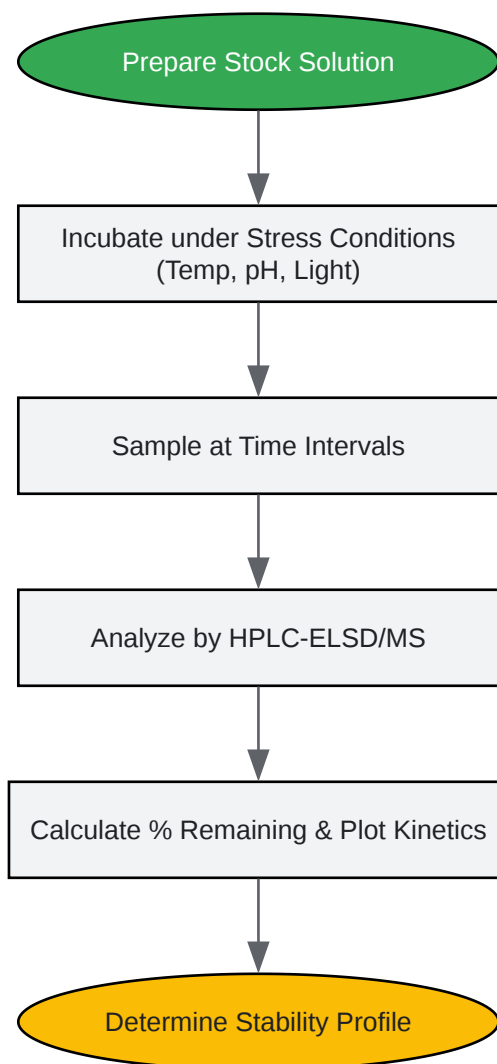 Prepare Stock Solution
Incubate under Stress Conditions
(Temp, pH, Light)
Sample at Time Intervals
Analyze by HPLC-ELSD/MS
Calculate % Remaining & Plot Kinetics
Determine Stability Profile